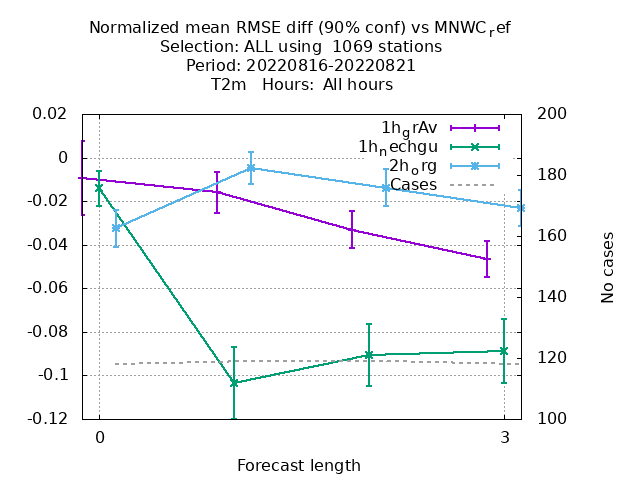 Normalized mean RMSE diff (90% conf) vs MNWC_ref
Selection: ALL using  1069 stations
Period: 20220816-20220821
T2m   Hours:  All hours
0.02
0
-0.02
-0.04
-0.06
-0.08
-0.1
-0.12
1h_grAv
1h_nechgu
2h_org
Cases
200
180
160
140
120
100
No cases
0
3
Forecast length